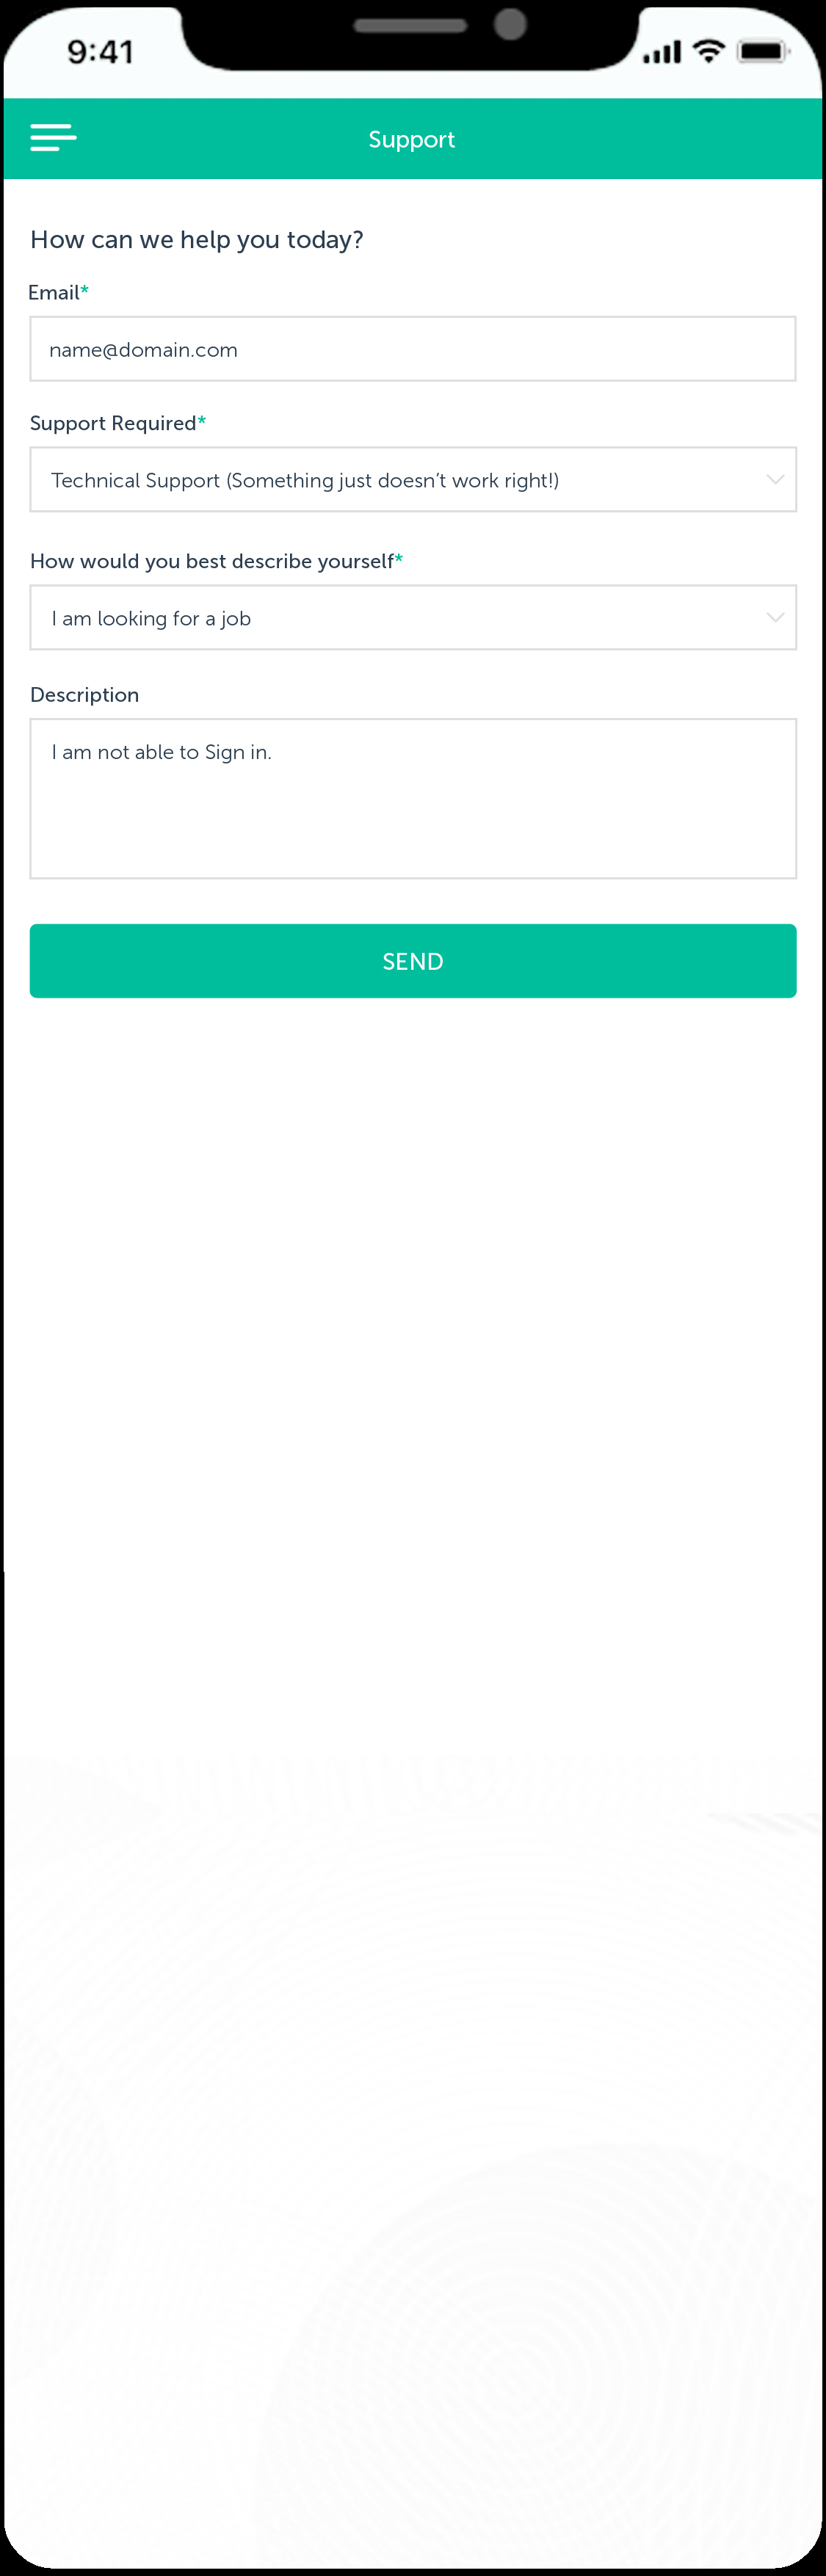 9:41
Support
How can we help you today?
Email*
name@domain.com
Support Required*
Technical Support (Something just doesn’t work right!)
How would you best describe yourself*
I am looking for a job
Description
I am not able to Sign in.
SEND